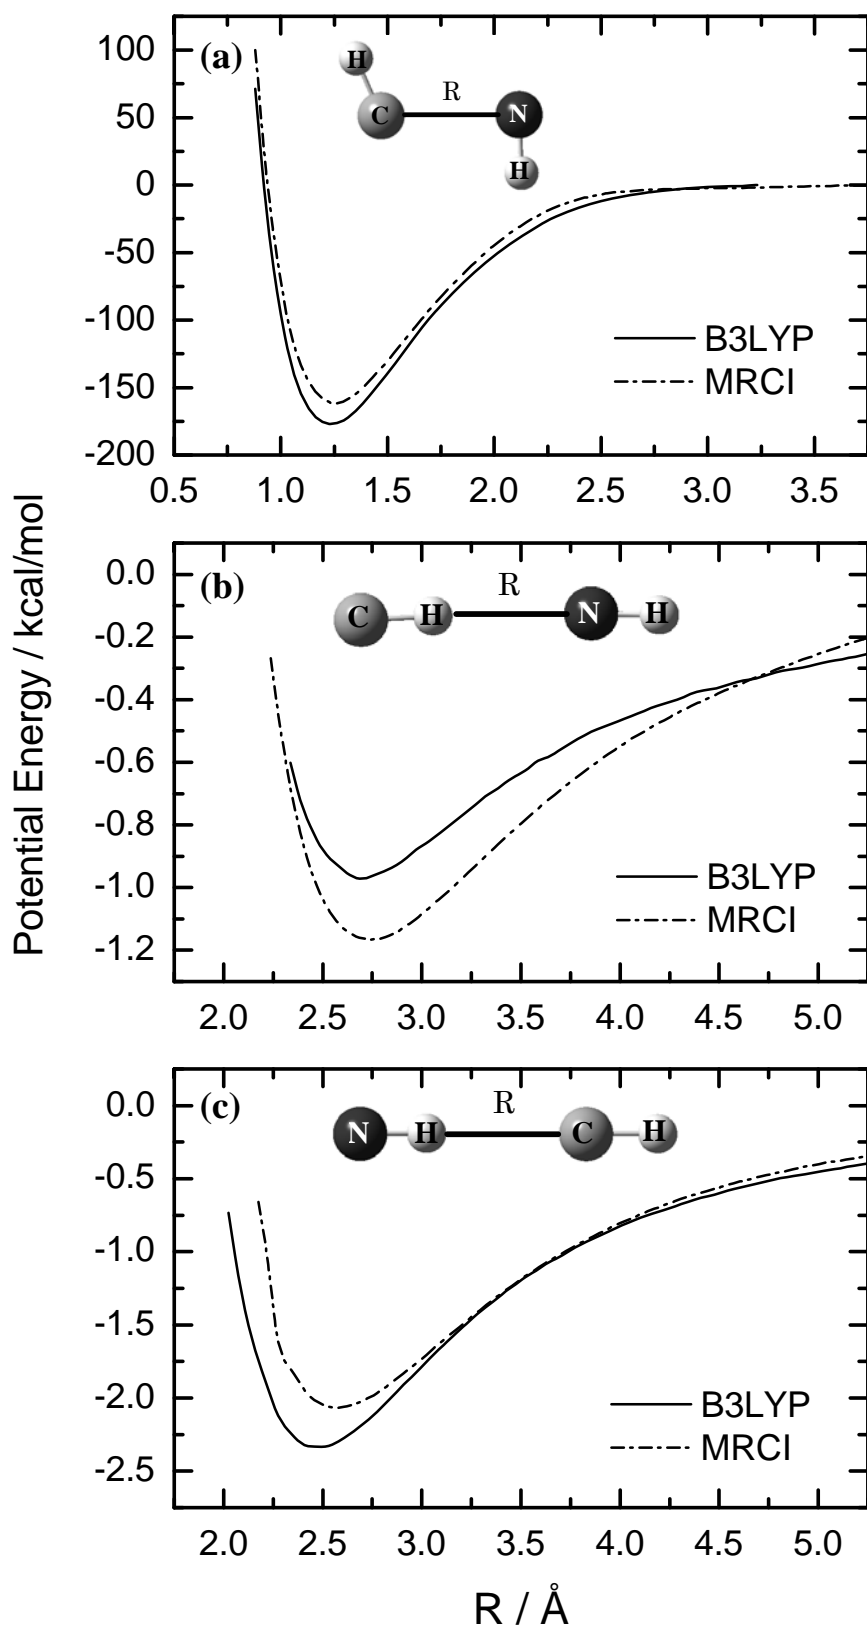 Potential Energy / kcal/mol
(a)
H
C
R
N
H
100
50
0
-50
-100
-150
-200
B3LYP
MRCI
0.5 1.0 1.5 2.0 2.5 3.0 3.5
(b)
R
C H N H
0.0
-0.2
-0.4
-0.6
-0.8
-1.0
-1.2
B3LYP
MRCI
2.0 2.5 3.0 3.5 4.0 4.5 5.0
(c)
R
N H C H
0.0
-0.5
-1.0
-1.5
-2.0
-2.5
B3LYP
MRCI
2.0 2.5 3.0 3.5 4.0 4.5 5.0
R / Å